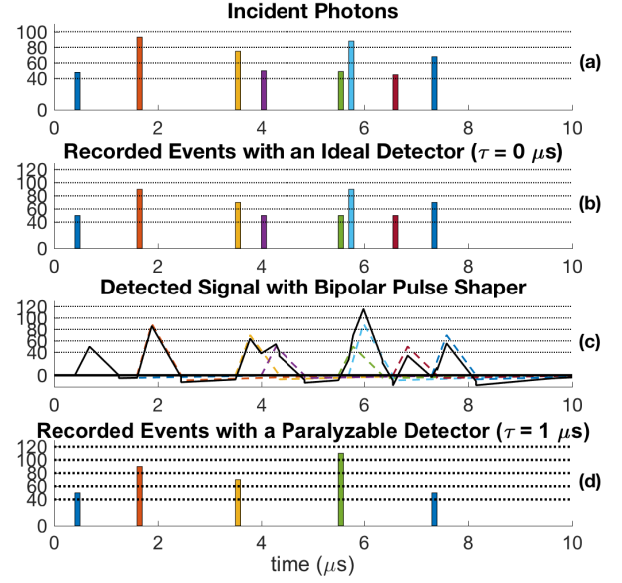 Incident Photons
100
80
60
40
0
(a)
0 2 4 6 8 10
Recorded Events with an Ideal Detector (τ = 0 μs)
120
100
80
60
40
0
(b)
0 2 4 6 8 10
Detected Signal with Bipolar Pulse Shaper
120
100
80
60
40
0
(c)
0 2 4 6 8 10
Recorded Events with a Paralyzable Detector (τ = 1 μs)
120
100
80
60
40
0
(d)
0 2 4 6 8 10
time (μs)